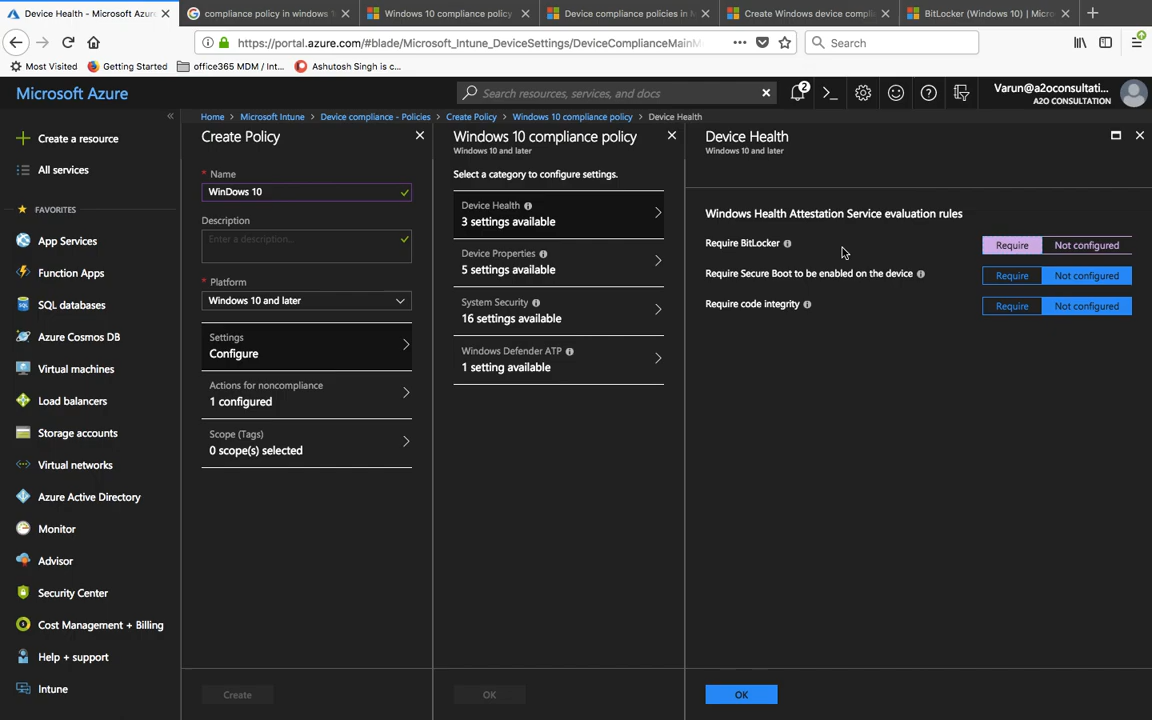 Device Health - Microsoft Azure
compliance policy in windows
Windows 10 compliance policy
Device compliance policies in M
Create Windows device compli
BitLocker (Windows 10) | Micro
https://portal.azure.com/#blade/Microsoft_Intune_DeviceSettings/DeviceComplianceMainM
Search
Most Visited
Getting Started
office365 MDM / Int...
Ashutosh Singh is c...
Microsoft Azure
Search resources, services, and docs
2
Varun@a2oconsultati...
A2O CONSULTATION
Home > Microsoft Intune > Device compliance - Policies > Create Policy > Windows 10 compliance policy > Device Health
Create a resource
All services
FAVORITES
App Services
Function Apps
SQL databases
Azure Cosmos DB
Virtual machines
Load balancers
Storage accounts
Virtual networks
Azure Active Directory
Monitor
Advisor
Security Center
Cost Management + Billing
Help + support
Intune
Create Policy
* Name
WinDows 10
Description
Enter a description...
* Platform
Windows 10 and later
Settings
Configure
Actions for noncompliance
1 configured
Scope (Tags)
0 scope(s) selected
Create
Windows 10 compliance policy
Windows 10 and later
Select a category to configure settings.
Device Health
3 settings available
Device Properties
5 settings available
System Security
16 settings available
Windows Defender ATP
1 setting available
OK
Device Health
Windows 10 and later
Windows Health Attestation Service evaluation rules
Require BitLocker Require Not configured
Require Secure Boot to be enabled on the device Require Not configured
Require code integrity Require Not configured
OK